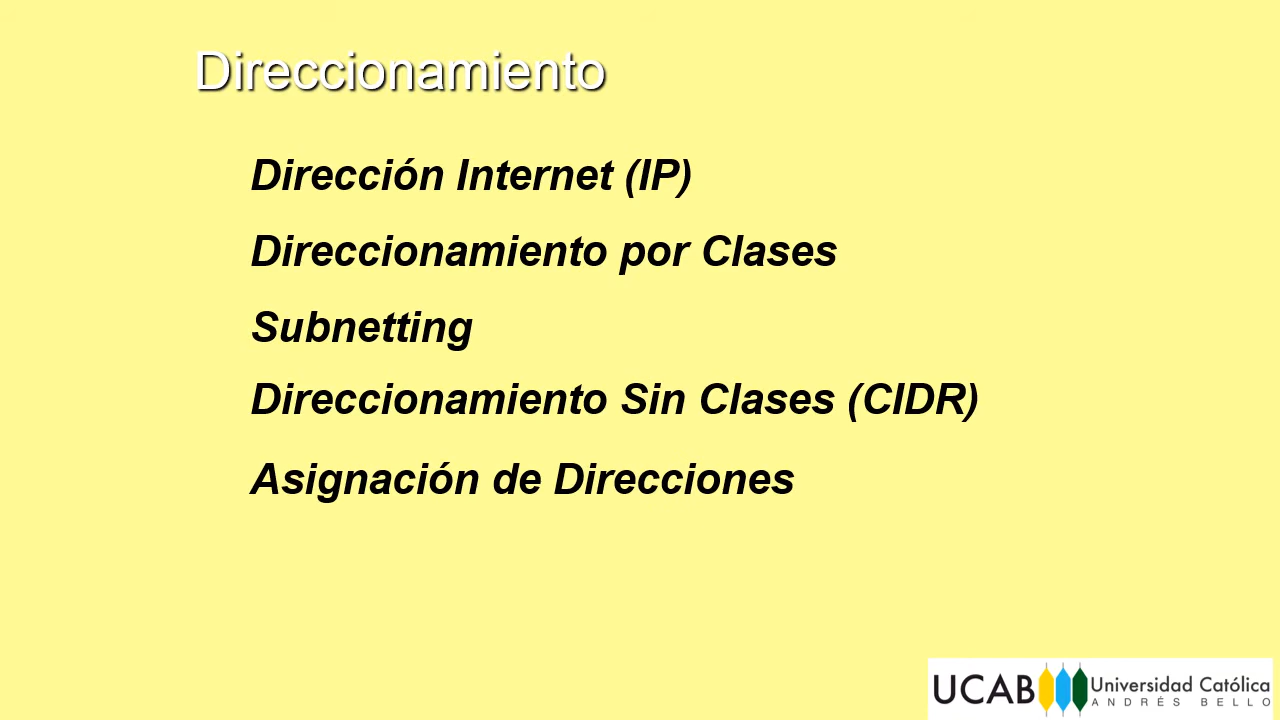 Direccionamiento
Dirección Internet (IP)
Direccionamiento por Clases
Subnetting
Direccionamiento Sin Clases (CIDR)
Asignación de Direcciones
UCAB Universidad Católica
ANDRÉS BELLO